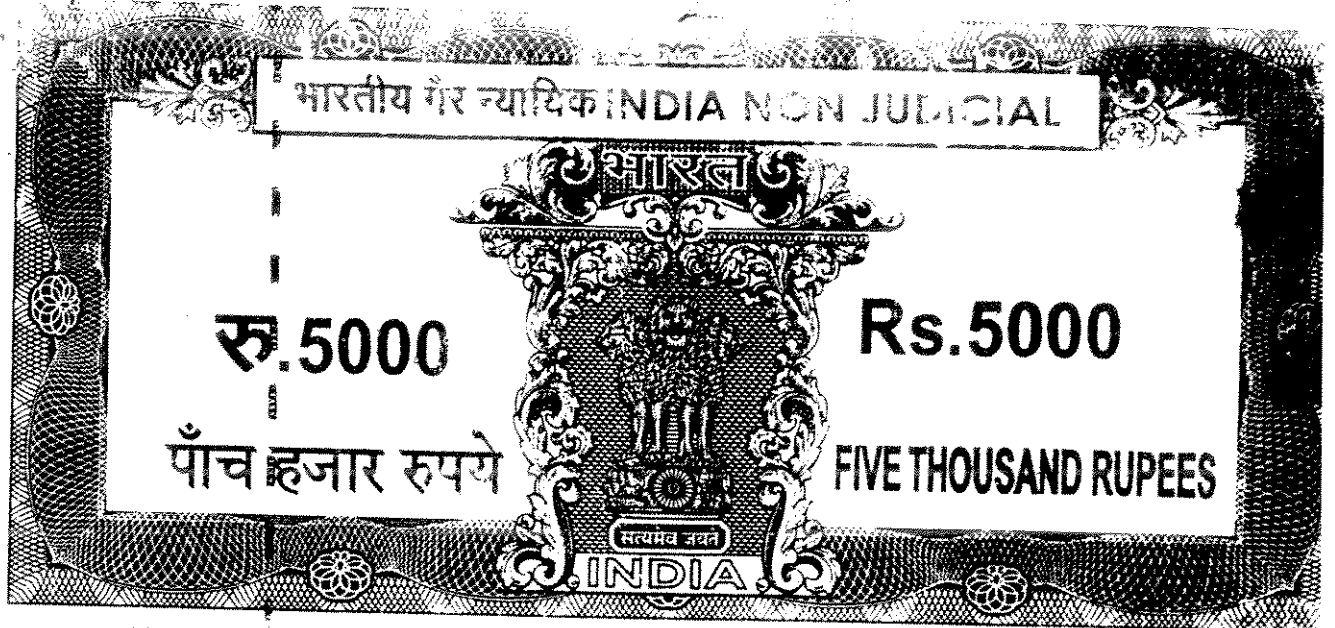 भारतीय गैर न्यायिक INDIA NON JUDICIAL
भारत
रु.5000
Rs.5000
पाँच हजार रुपये
FIVE THOUSAND RUPEES
सत्यमेव जयते
INDIA